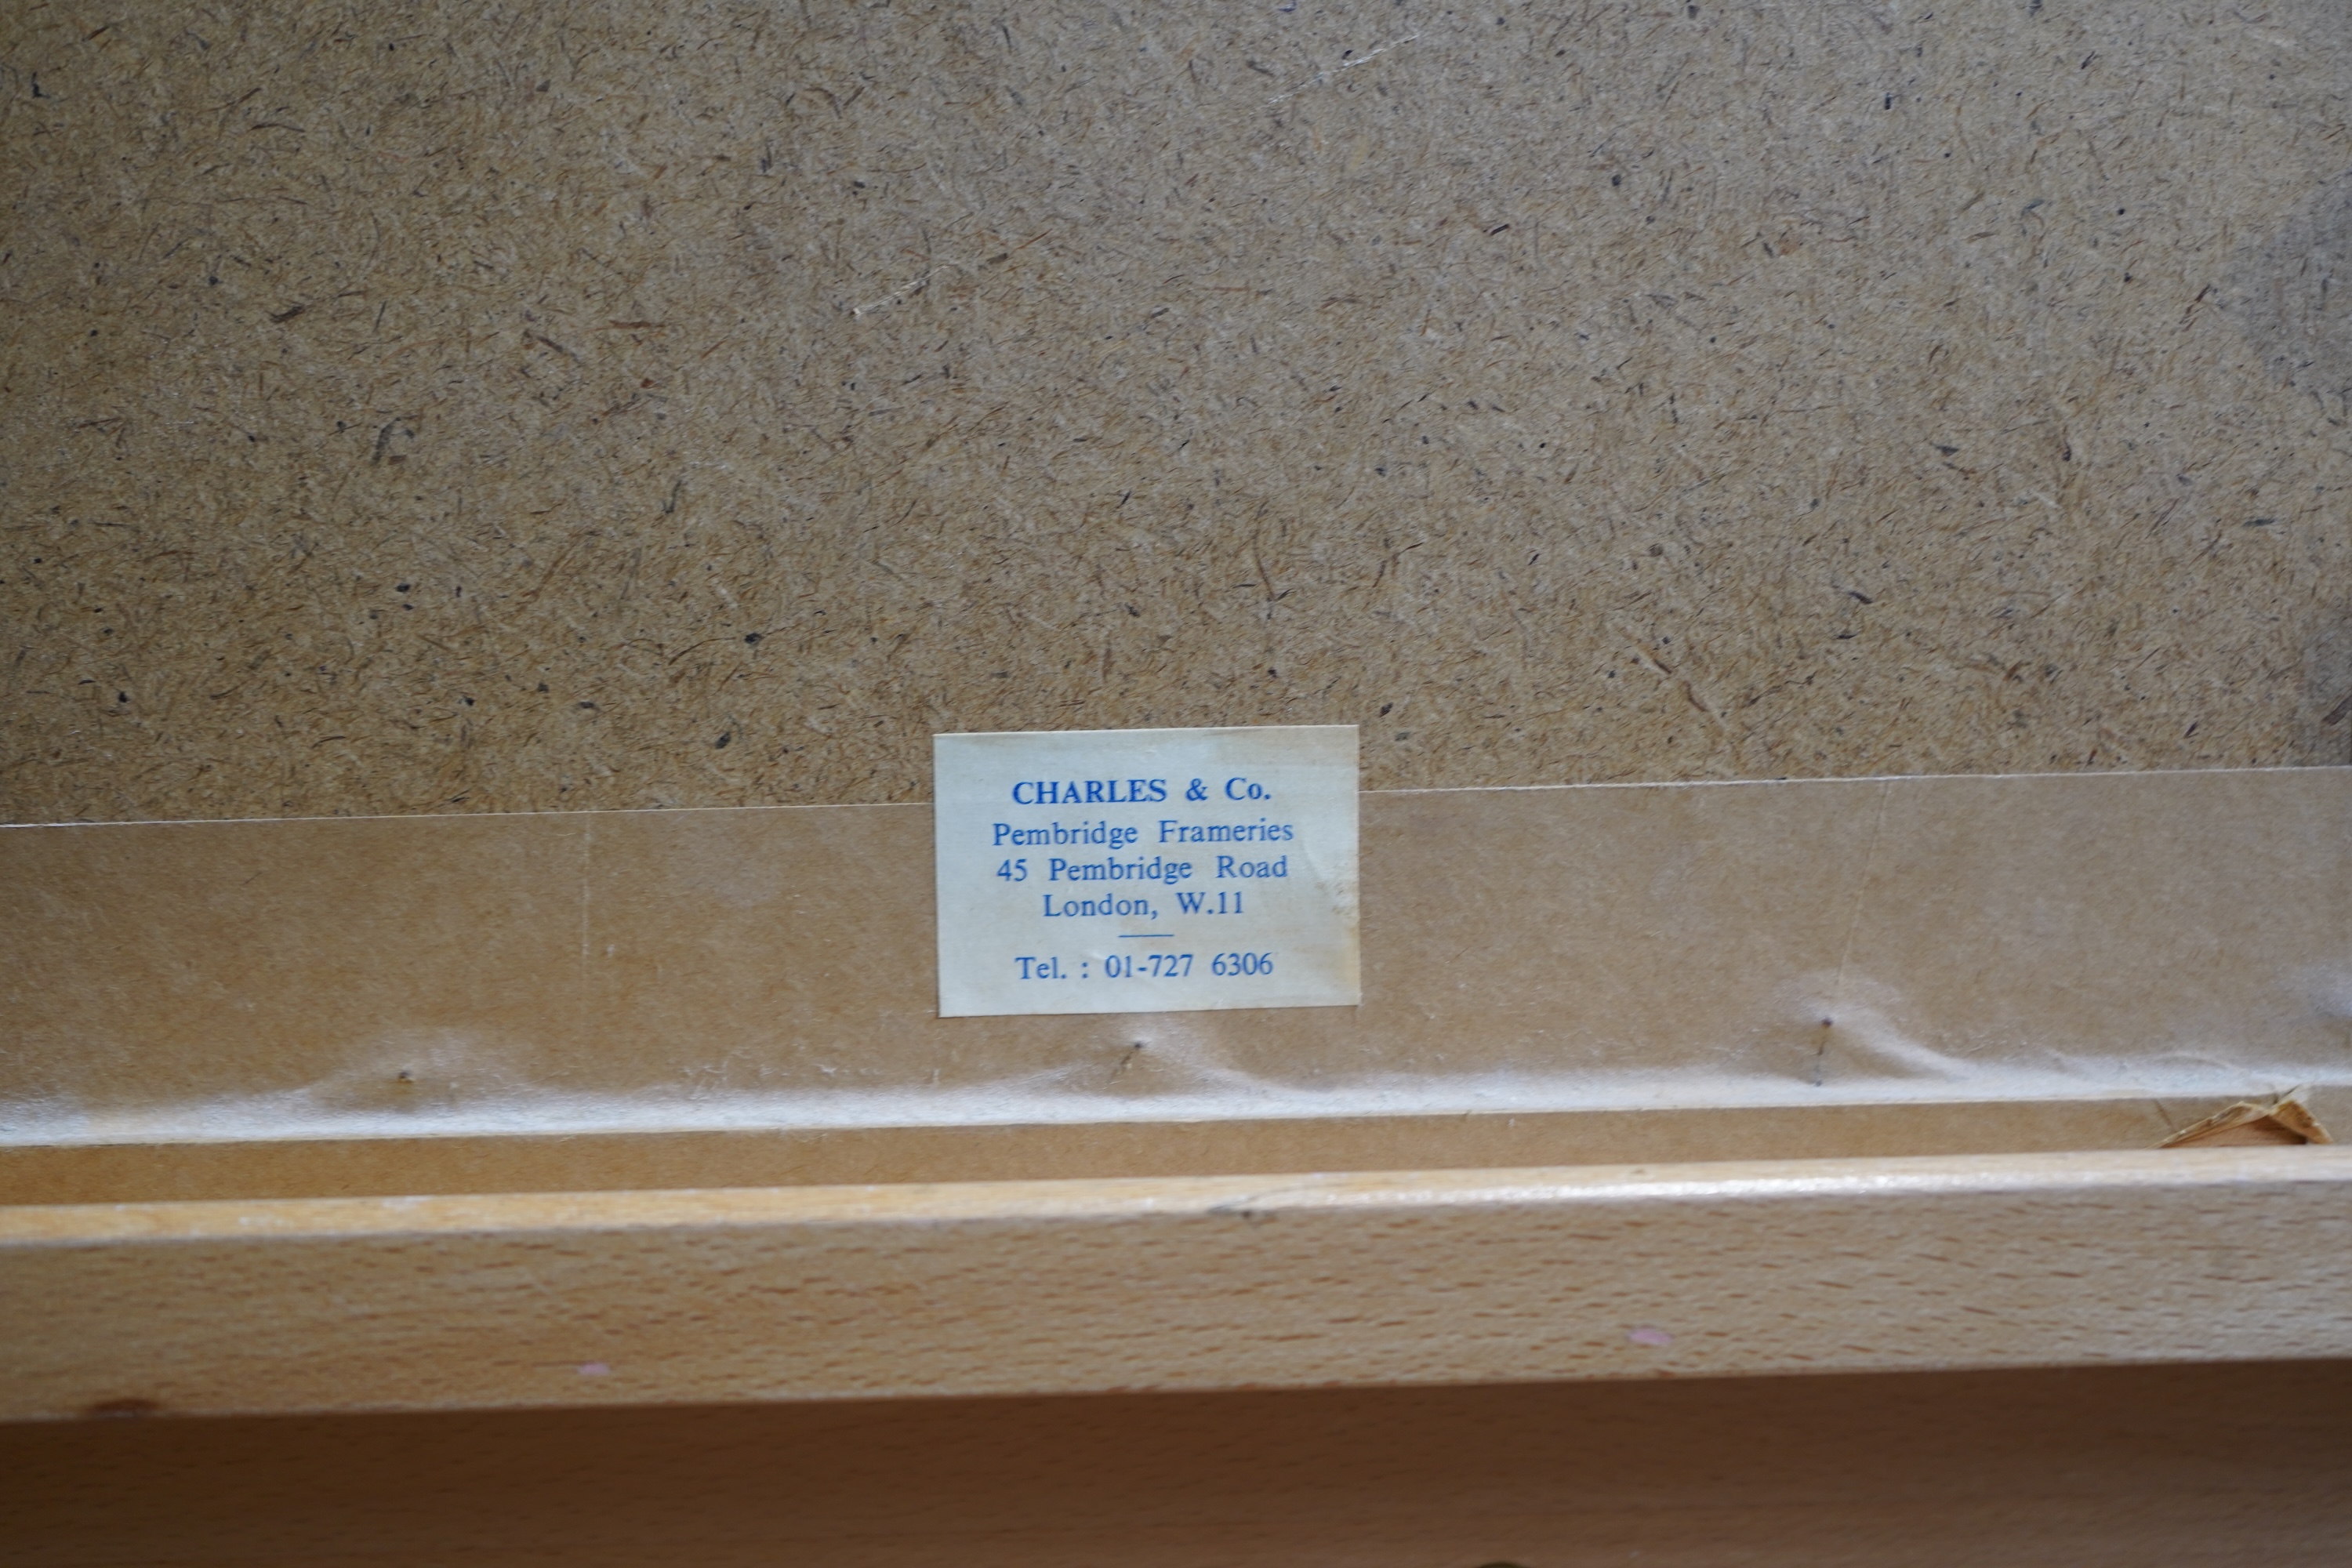 CHARLES & Co.
Pembridge Frameries
45 Pembridge Road
London, W.11
Tel. : 01-727 6306